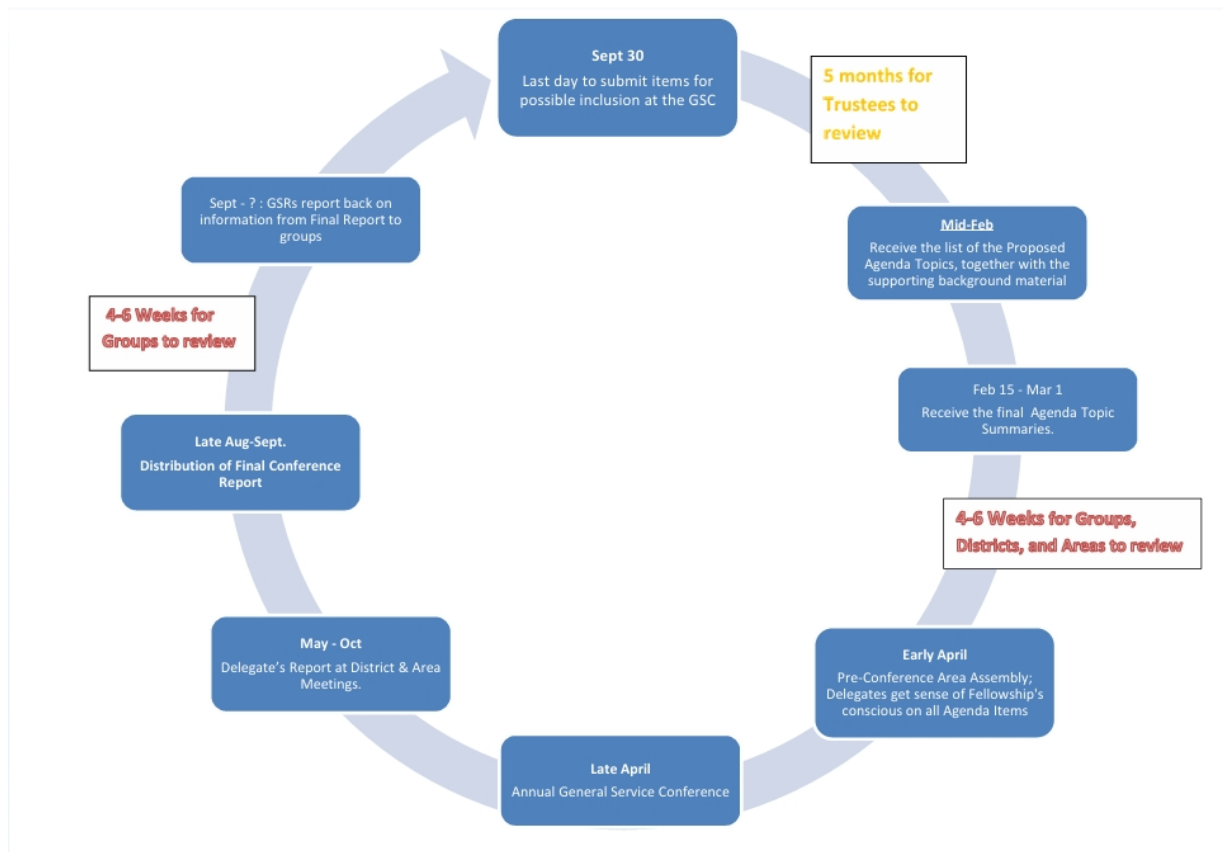 Sept 30
Last day to submit items for
possible inclusion at the GSC
5 months for
Trustees to
review
Mid-Feb
Receive the list of the Proposed
Agenda Topics, together with the
supporting background material
Feb 15 - Mar 1
Receive the final Agenda Topic
Summaries.
4-6 Weeks for Groups,
Districts, and Areas to review
Early April
Pre-Conference Area Assembly;
Delegates get sense of Fellowship's
conscious on all Agenda Items
Late April
Annual General Service Conference
May - Oct
Delegate's Report at District & Area
Meetings.
Late Aug-Sept.
Distribution of Final Conference
Report
4-6 Weeks for
Groups to review
Sept - ? : GSRs report back on
information from Final Report to
groups